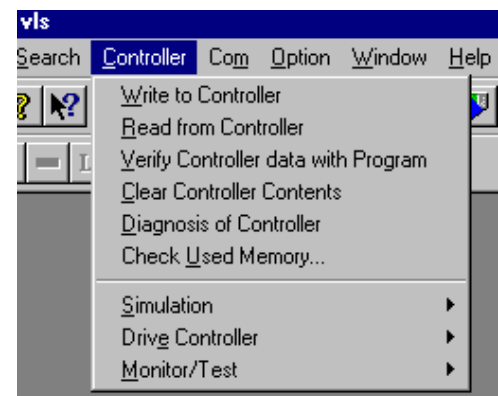 vls
Search Controller Com Option Window Help
Write to Controller
Read from Controller
Verify Controller data with Program
Clear Controller Contents
Diagnosis of Controller
Check Used Memory...
Simulation
Drive Controller
Monitor/Test